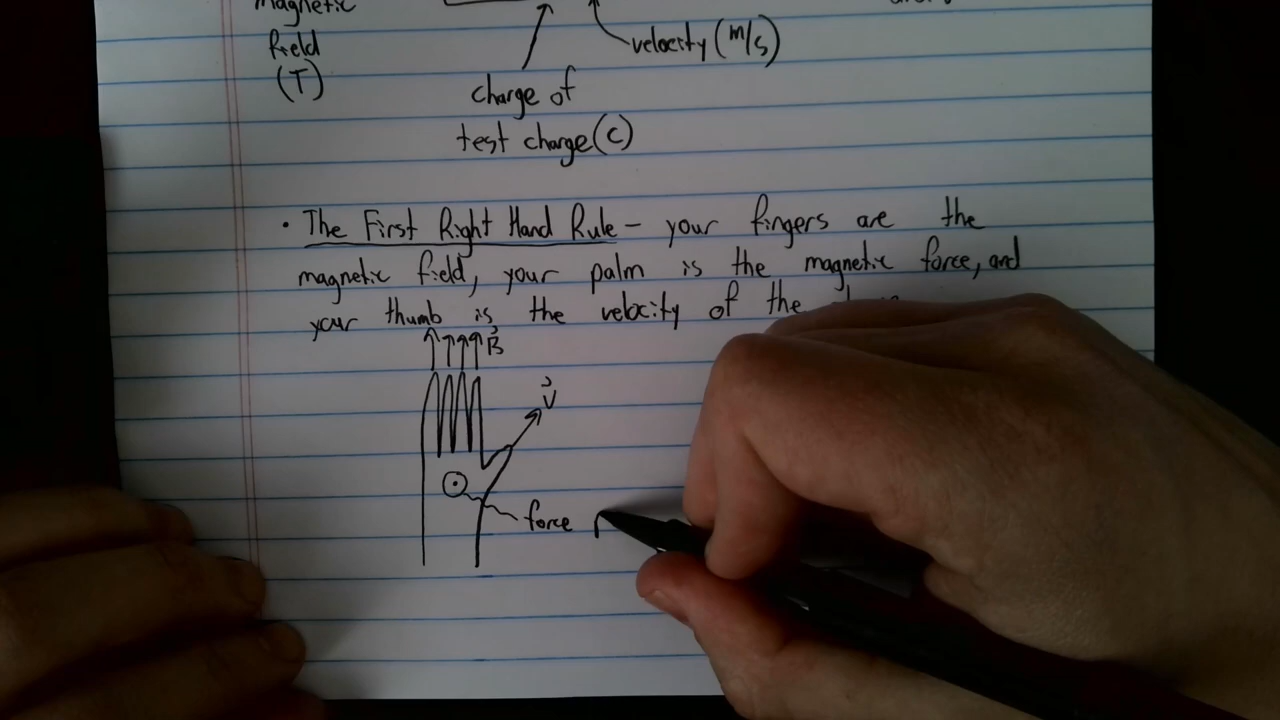 magnetic
field
(T)
velocity (m/s)
charge of
test charge (C)
• The First Right Hand Rule – your fingers are the
magnetic field, your palm is the magnetic force, and
your thumb is the velocity of the
B
v
force